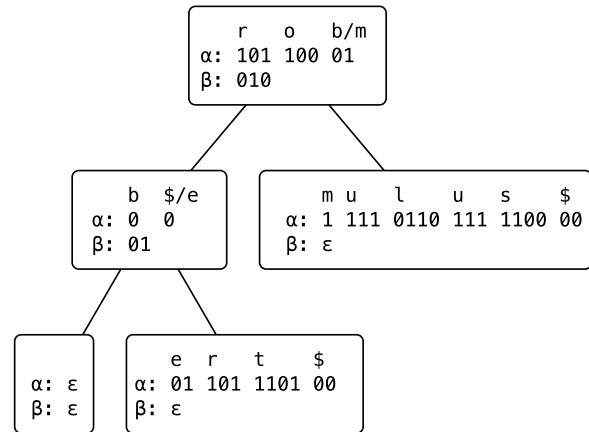 r o b/m
α: 101 100 01
β: 010
b $/e
α: 0 0
β: 01
m u l u s $
α: 1 111 0110 111 1100 00
β: ε
α: ε
β: ε
e r t $
α: 01 101 1101 00
β: ε